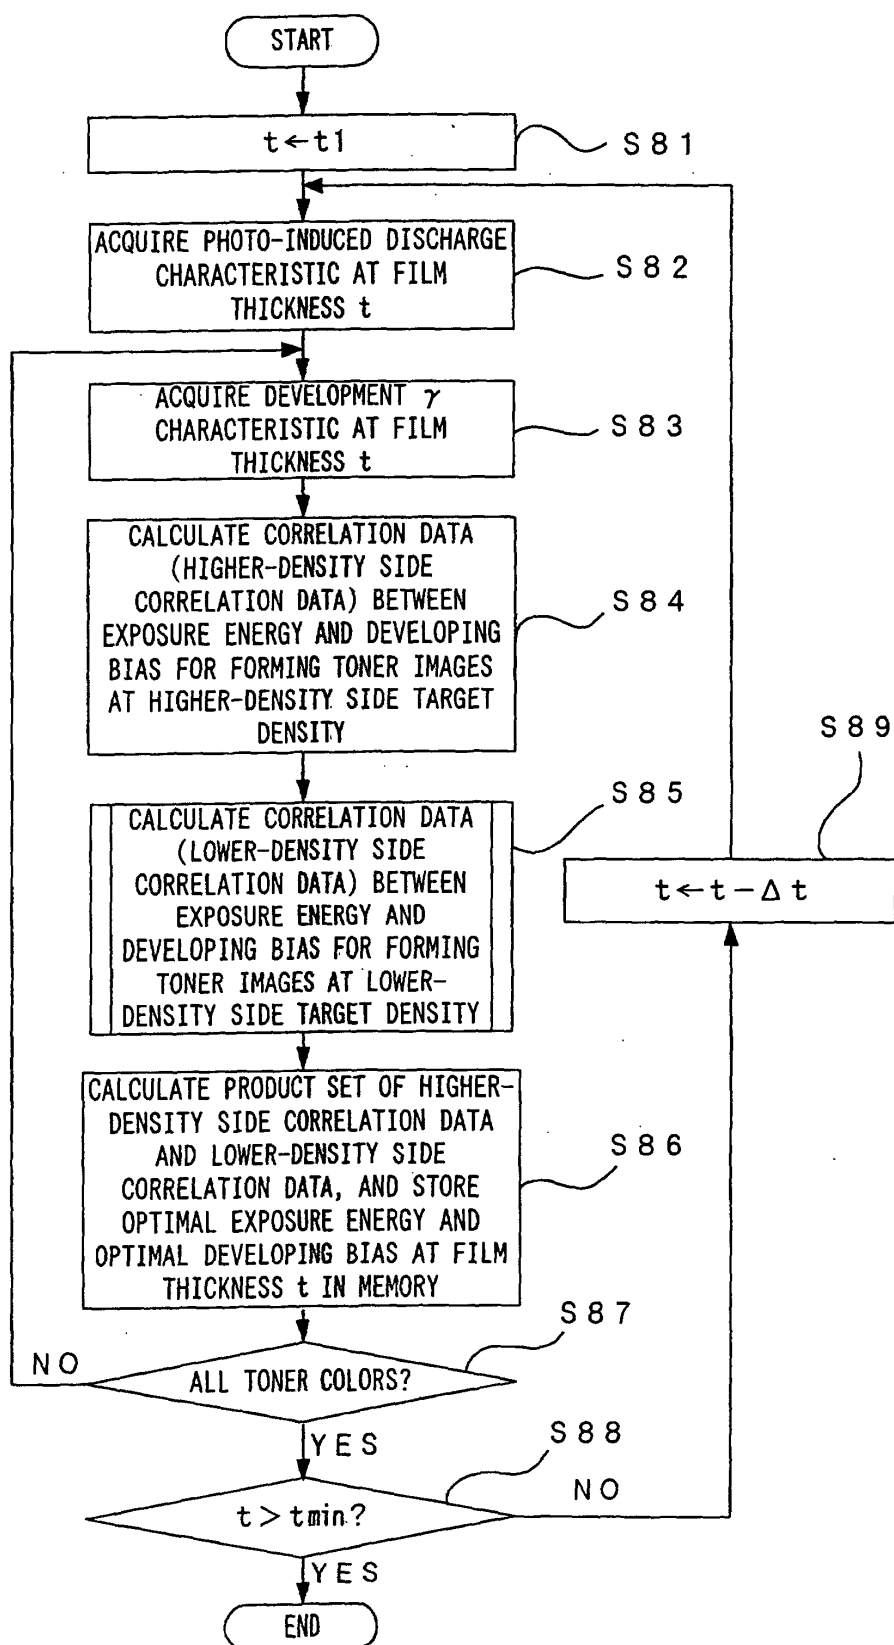 START
t←t1
S81
ACQUIRE PHOTO-INDUCED DISCHARGE
CHARACTERISTIC AT FILM
THICKNESS t
S82
ACQUIRE DEVELOPMENT γ
CHARACTERISTIC AT FILM
THICKNESS t
S83
CALCULATE CORRELATION DATA
(HIGHER-DENSITY SIDE
CORRELATION DATA) BETWEEN
EXPOSURE ENERGY AND DEVELOPING
BIAS FOR FORMING TONER IMAGES
AT HIGHER-DENSITY SIDE TARGET
DENSITY
S84
CALCULATE CORRELATION DATA
(LOWER-DENSITY SIDE
CORRELATION DATA) BETWEEN
EXPOSURE ENERGY AND
DEVELOPING BIAS FOR FORMING
TONER IMAGES AT LOWER-
DENSITY SIDE TARGET DENSITY
S85
S89
t←t-Δt
CALCULATE PRODUCT SET OF HIGHER-
DENSITY SIDE CORRELATION DATA
AND LOWER-DENSITY SIDE
CORRELATION DATA, AND STORE
OPTIMAL EXPOSURE ENERGY AND
OPTIMAL DEVELOPING BIAS AT FILM
THICKNESS t IN MEMORY
S86
S87
NO
ALL TONER COLORS?
YES
S88
t>tmin?
NO
YES
END